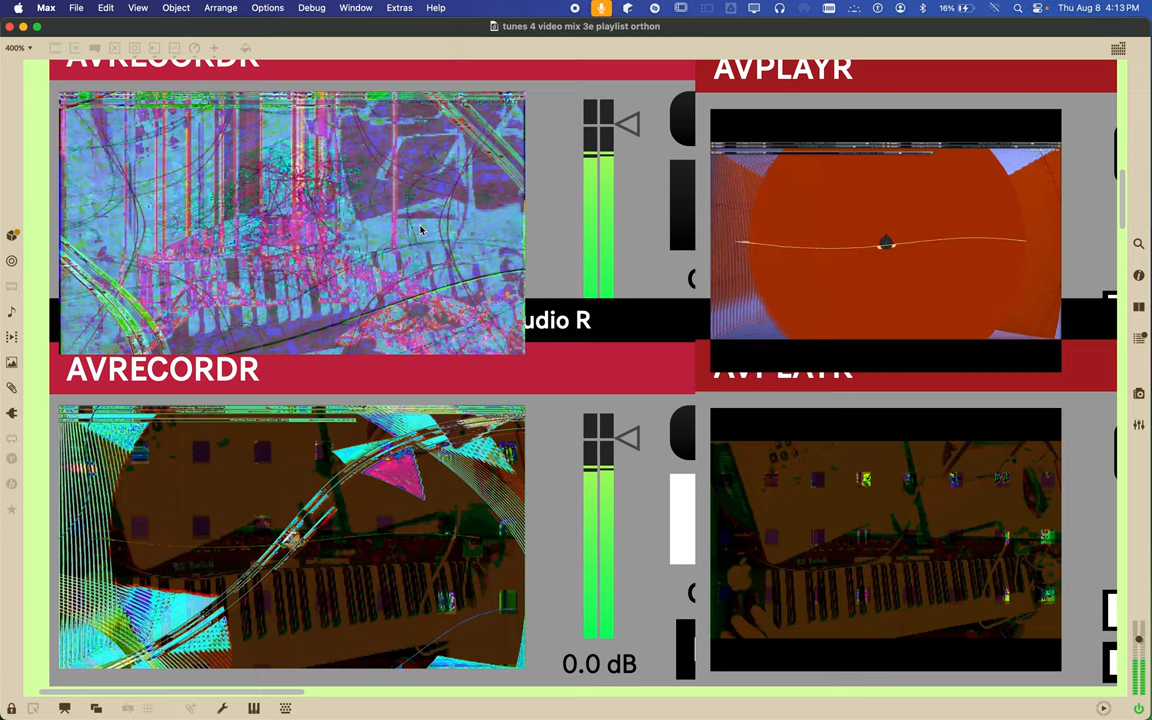 Max File Edit View Object Arrange Options Debug Window Extras Help 16% Thu Aug 8 4:13 PM
tunes 4 video mix 3e playlist orthon
400%
AVRECORDR
AVPLAYR
udio R
AVRECORDR
AVPLAYR
0.0 dB